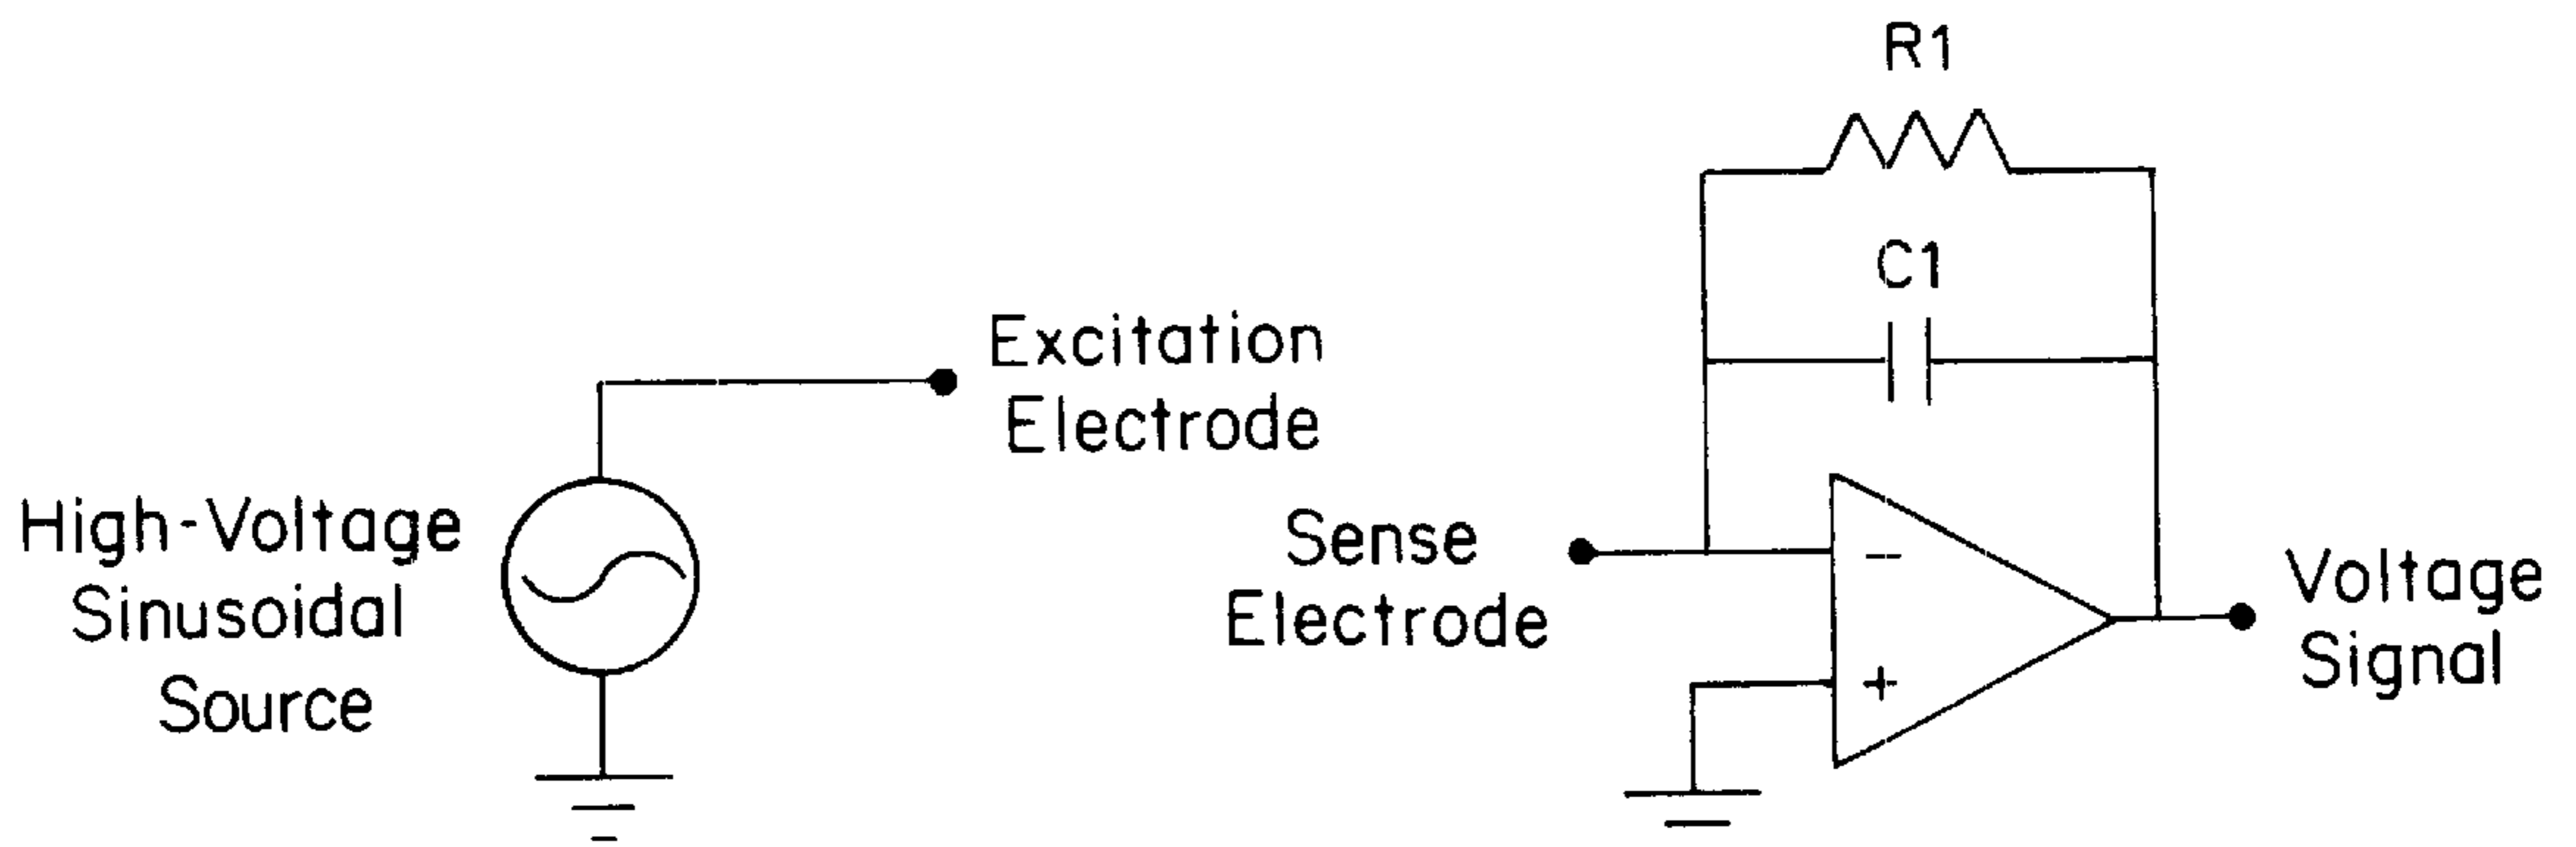 R1
C1
Excitation
Electrode
High-Voltage
Sinusoidal
Source
Sense
Electrode
-
+
Voltage
Signal